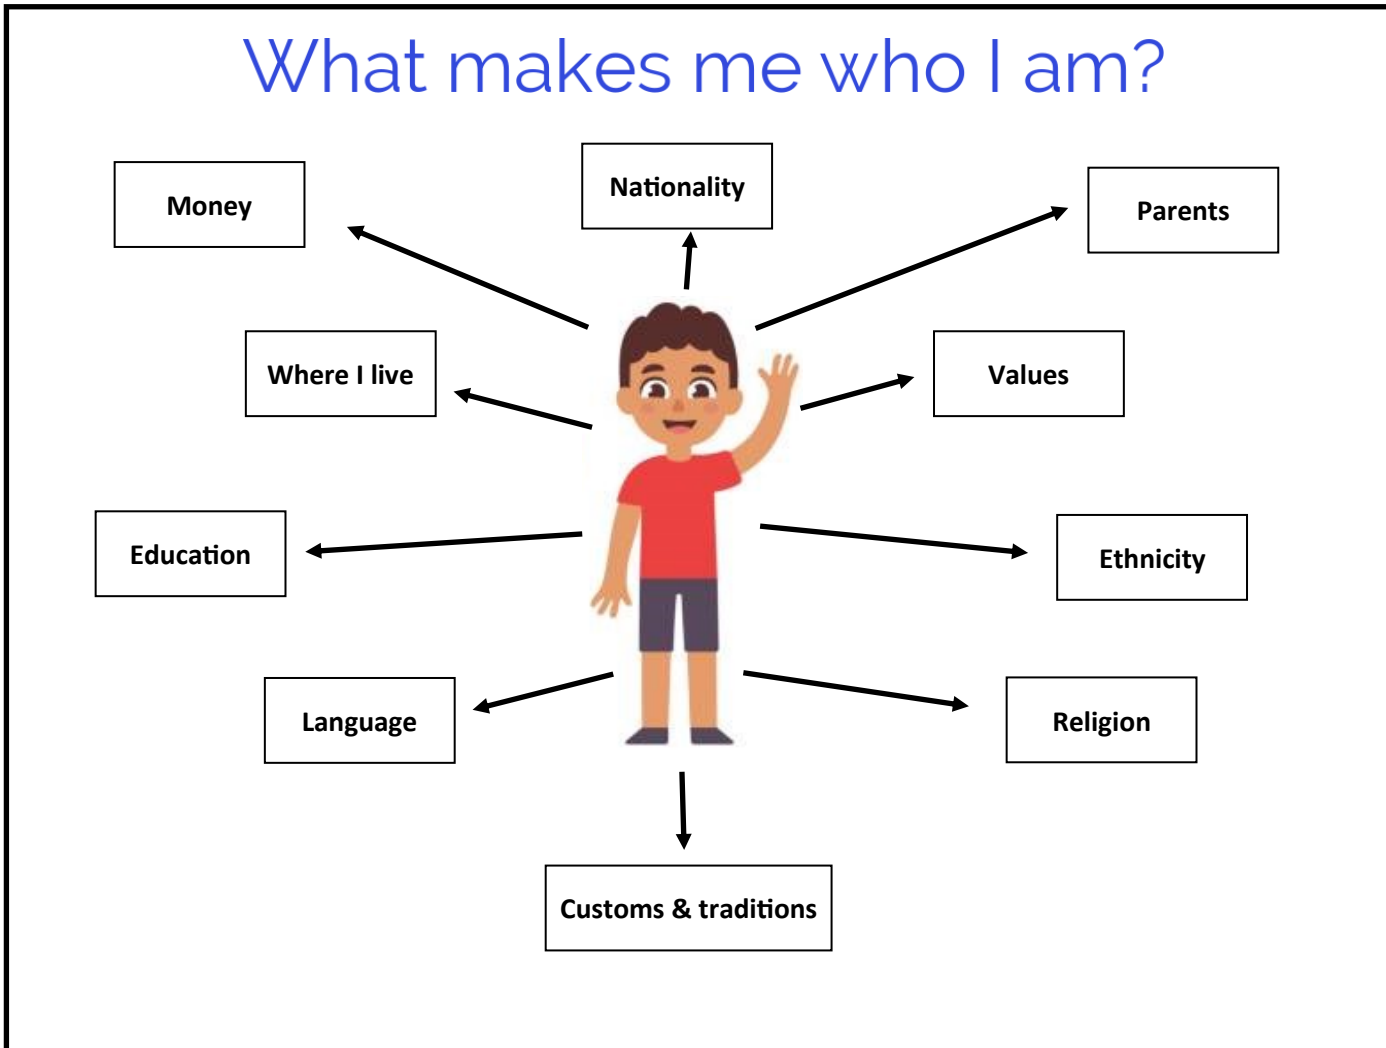 What makes me who I am?
Money
Nationality
Parents
Where I live
Values
Education
Ethnicity
Language
Religion
Customs & traditions